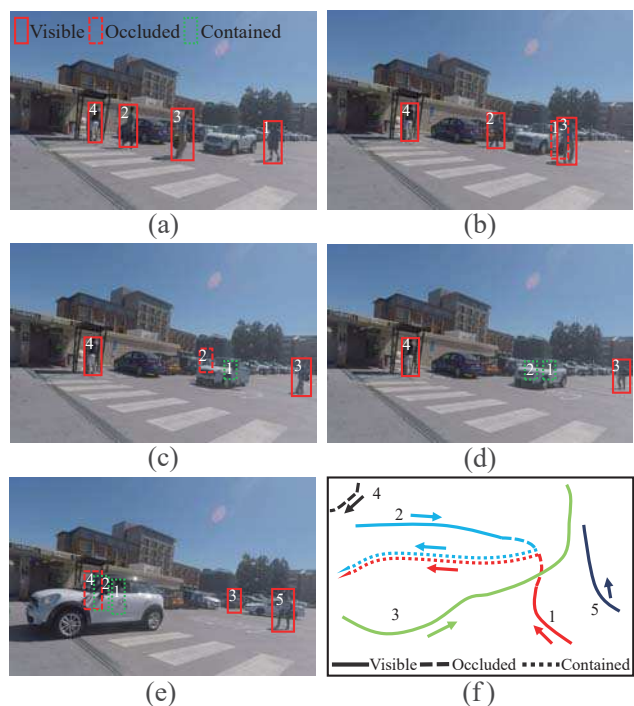 Visible Occluded Contained
4 2 3 1
(a)
4 2 1 3
(b)
4 2 1 3
(c)
4 2 1 3
(d)
4 2 1 3 5
(e)
4
2
3 1 5
Visible Occluded Contained
(f)